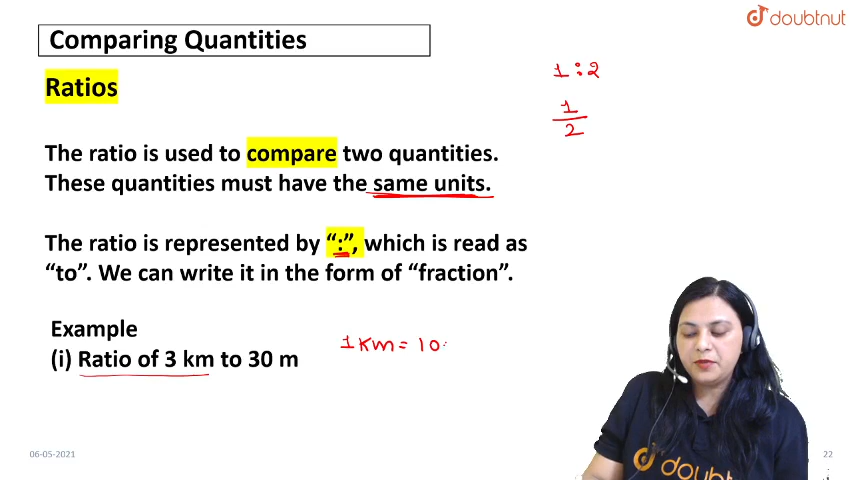 Comparing Quantities
doubtnut
Ratios
1:2
1
2
The ratio is used to compare two quantities.
These quantities must have the same units.
The ratio is represented by “:”, which is read as
“to”. We can write it in the form of “fraction”.
Example
(i) Ratio of 3 km to 30 m
1 Km = 10
06-05-2021
22
doubtnut